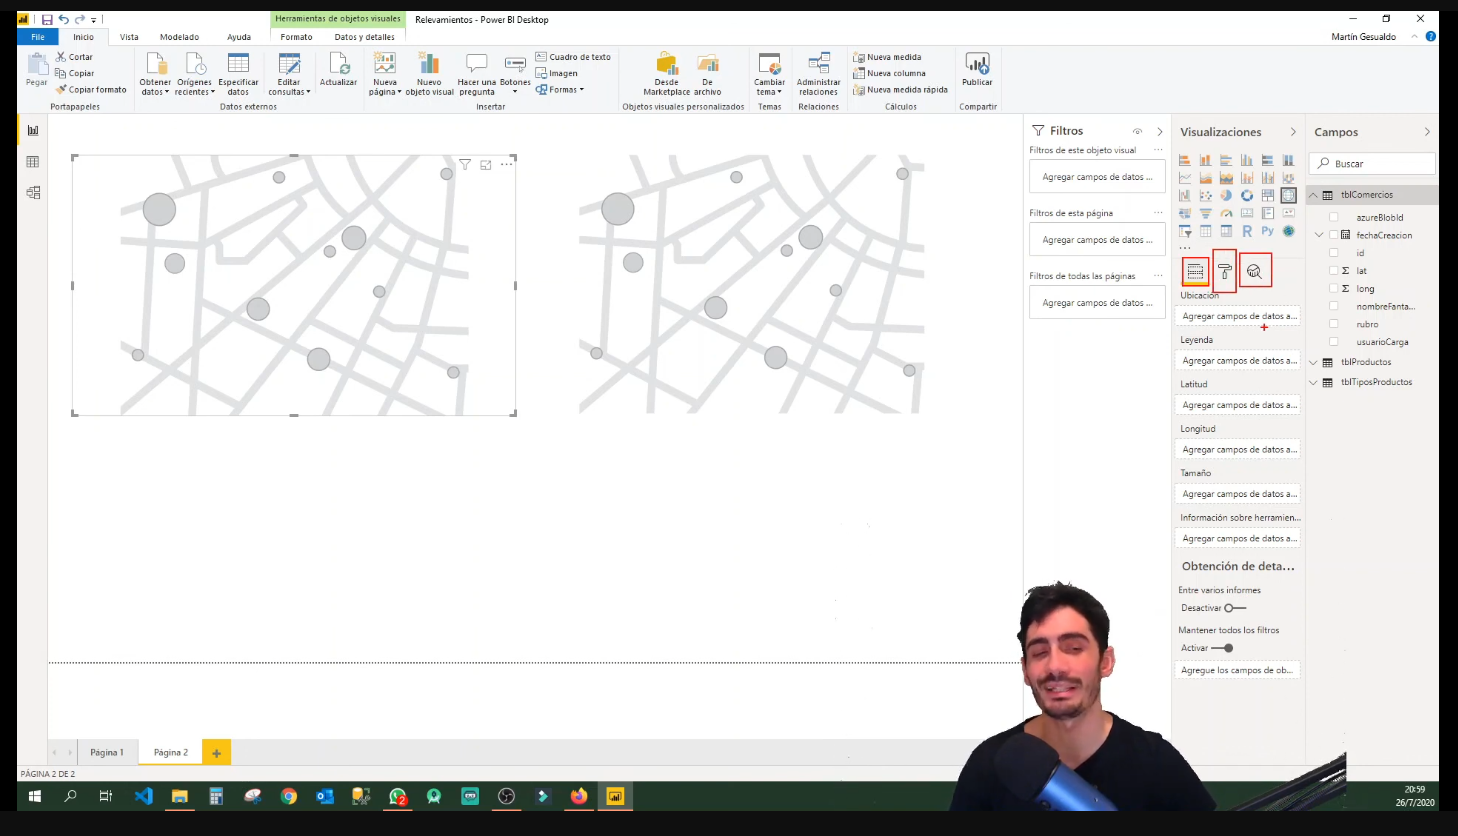 Herramientas de objetos visuales
Relevamientos - Power BI Desktop
File
Inicio
Vista
Modelado
Ayuda
Formato
Datos y detalles
Martín Gesualdo
Pegar
Cortar
Copiar
Copiar formato
Portapapeles
Obtener
datos
Orígenes
recientes
Especificar
datos
Editar
consultas
Datos externos
Actualizar
Nueva
página
Nuevo
objeto visual
Hacer una
pregunta
Botones
Cuadro de texto
Imagen
Formas
Insertar
Desde
Marketplace
De
archivo
Objetos visuales personalizados
Cambiar
tema
Temas
Administrar
relaciones
Relaciones
Nueva medida
Nueva columna
Nueva medida rápida
Cálculos
Publicar
Compartir
Filtros
Filtros de este objeto visual ...
Agregar campos de datos ...
Filtros de esta página ...
Agregar campos de datos ...
Filtros de todas las páginas ...
Agregar campos de datos ...
Visualizaciones
R
Py
...
Ubicación
Agregar campos de datos a...
Leyenda
Agregar campos de datos a...
Latitud
Agregar campos de datos a...
Longitud
Agregar campos de datos a...
Tamaño
Agregar campos de datos a...
Información sobre herramien...
Agregar campos de datos a...
Obtención de deta...
Entre varios informes
Desactivar
Mantener todos los filtros
Activar
Agregue los campos de ob...
Campos
Buscar
tblComercios
azureBlobId
fechaCreacion
id
Σ lat
Σ long
nombreFanta...
rubro
usuarioCarga
tblProductos
tblTiposProductos
Página 1
Página 2
PÁGINA 2 DE 2
2
20:59
26/7/2020